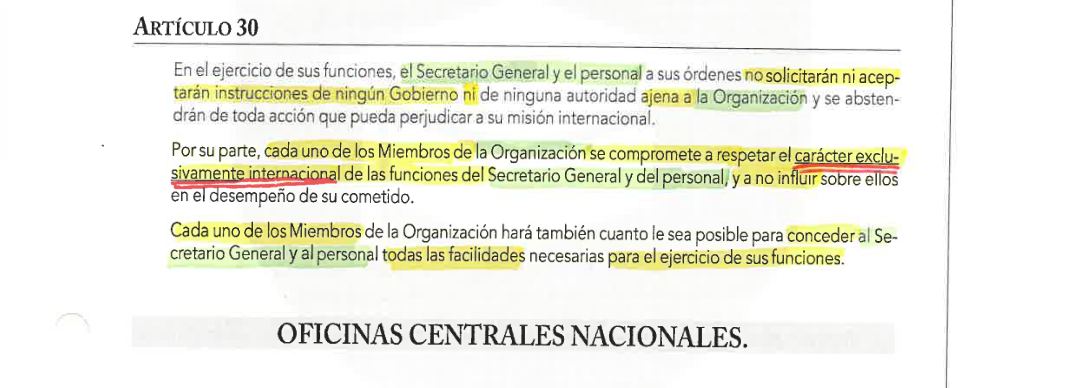 ARTÍCULO 30
En el ejercicio de sus funciones, el Secretario General y el personal a sus órdenes no solicitarán ni acep-
tarán instrucciones de ningún Gobierno ni de ninguna autoridad ajena a la Organización y se absten-
drán de toda acción que pueda perjudicar a su misión internacional.
Por su parte, cada uno de los Miembros de la Organización se compromete a respetar el carácter exclu-
sivamente internacional de las funciones del Secretario General y del personal, y a no influir sobre ellos
en el desempeño de su cometido.
Cada uno de los Miembros de la Organización hará también cuanto le sea posible para conceder al Se-
cretario General y al personal todas las facilidades necesarias para el ejercicio de sus funciones.
OFICINAS CENTRALES NACIONALES.